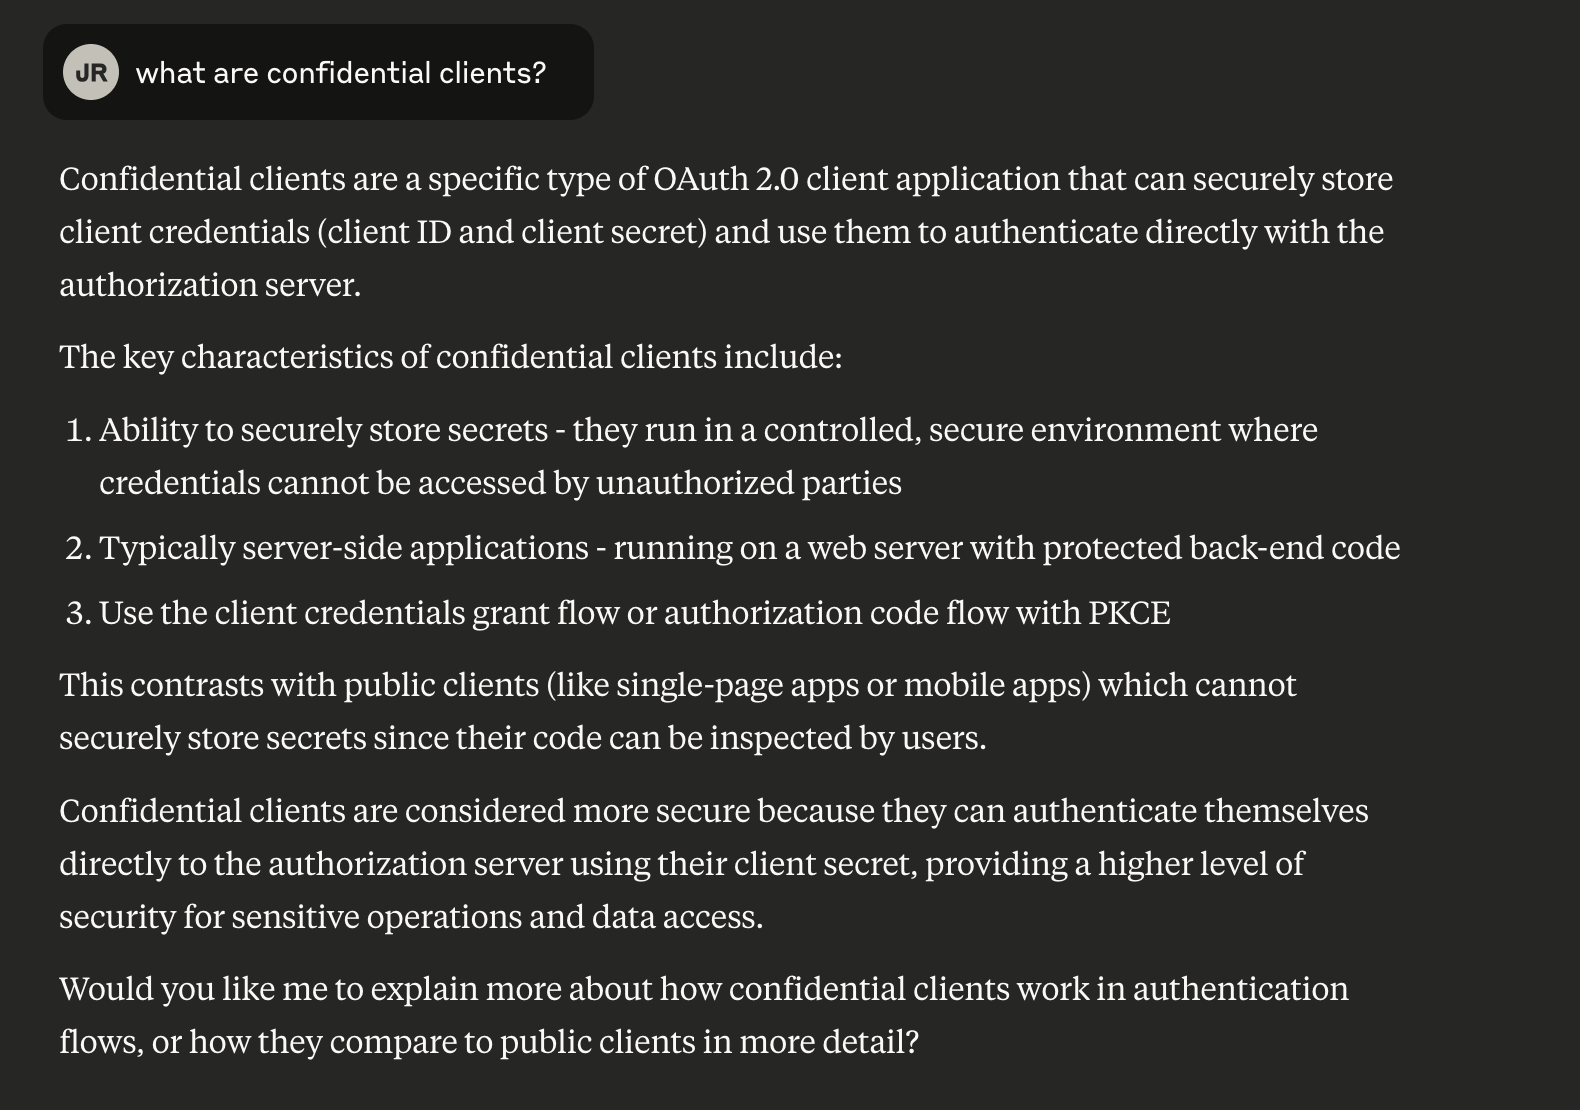 JR what are confidential clients?
Confidential clients are a specific type of OAuth 2.0 client application that can securely store
client credentials (client ID and client secret) and use them to authenticate directly with the
authorization server.
The key characteristics of confidential clients include:
1. Ability to securely store secrets - they run in a controlled, secure environment where
credentials cannot be accessed by unauthorized parties
2. Typically server-side applications - running on a web server with protected back-end code
3. Use the client credentials grant flow or authorization code flow with PKCE
This contrasts with public clients (like single-page apps or mobile apps) which cannot
securely store secrets since their code can be inspected by users.
Confidential clients are considered more secure because they can authenticate themselves
directly to the authorization server using their client secret, providing a higher level of
security for sensitive operations and data access.
Would you like me to explain more about how confidential clients work in authentication
flows, or how they compare to public clients in more detail?